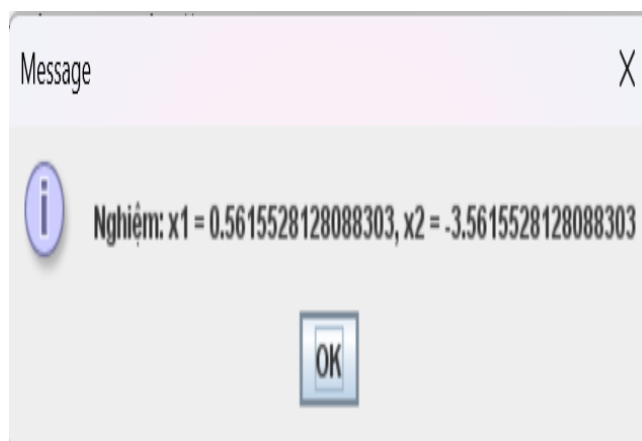 Message
Nghiệm: x1 = 0.5615528128088303, x2 = -3.5615528128088303
OK